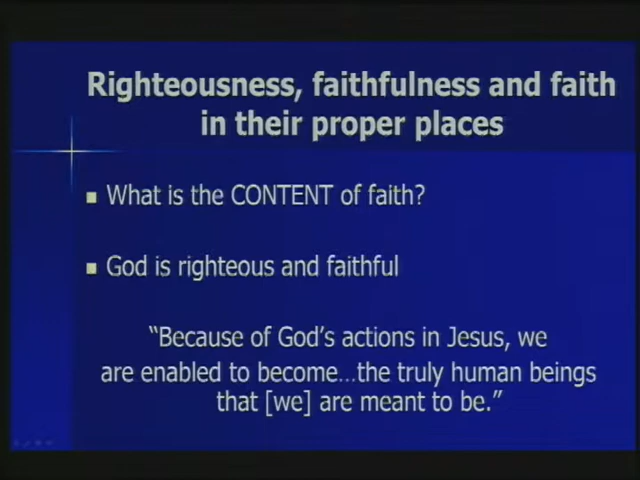 Righteousness, faithfulness and faith
in their proper places
What is the CONTENT of faith?
God is righteous and faithful
“Because of God’s actions in Jesus, we
are enabled to become...the truly human beings
that [we] are meant to be.”